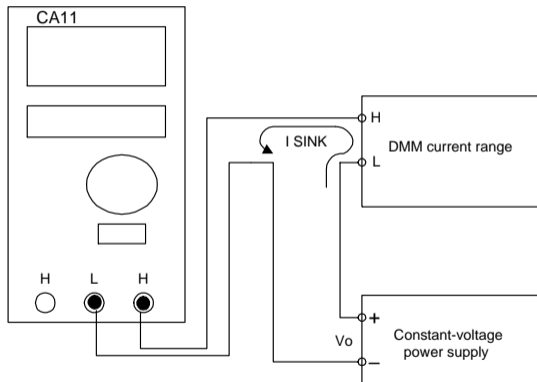 CA11
H
I SINK
DMM current range
L
H
L
H
+
Vo
Constant-voltage
power supply
–